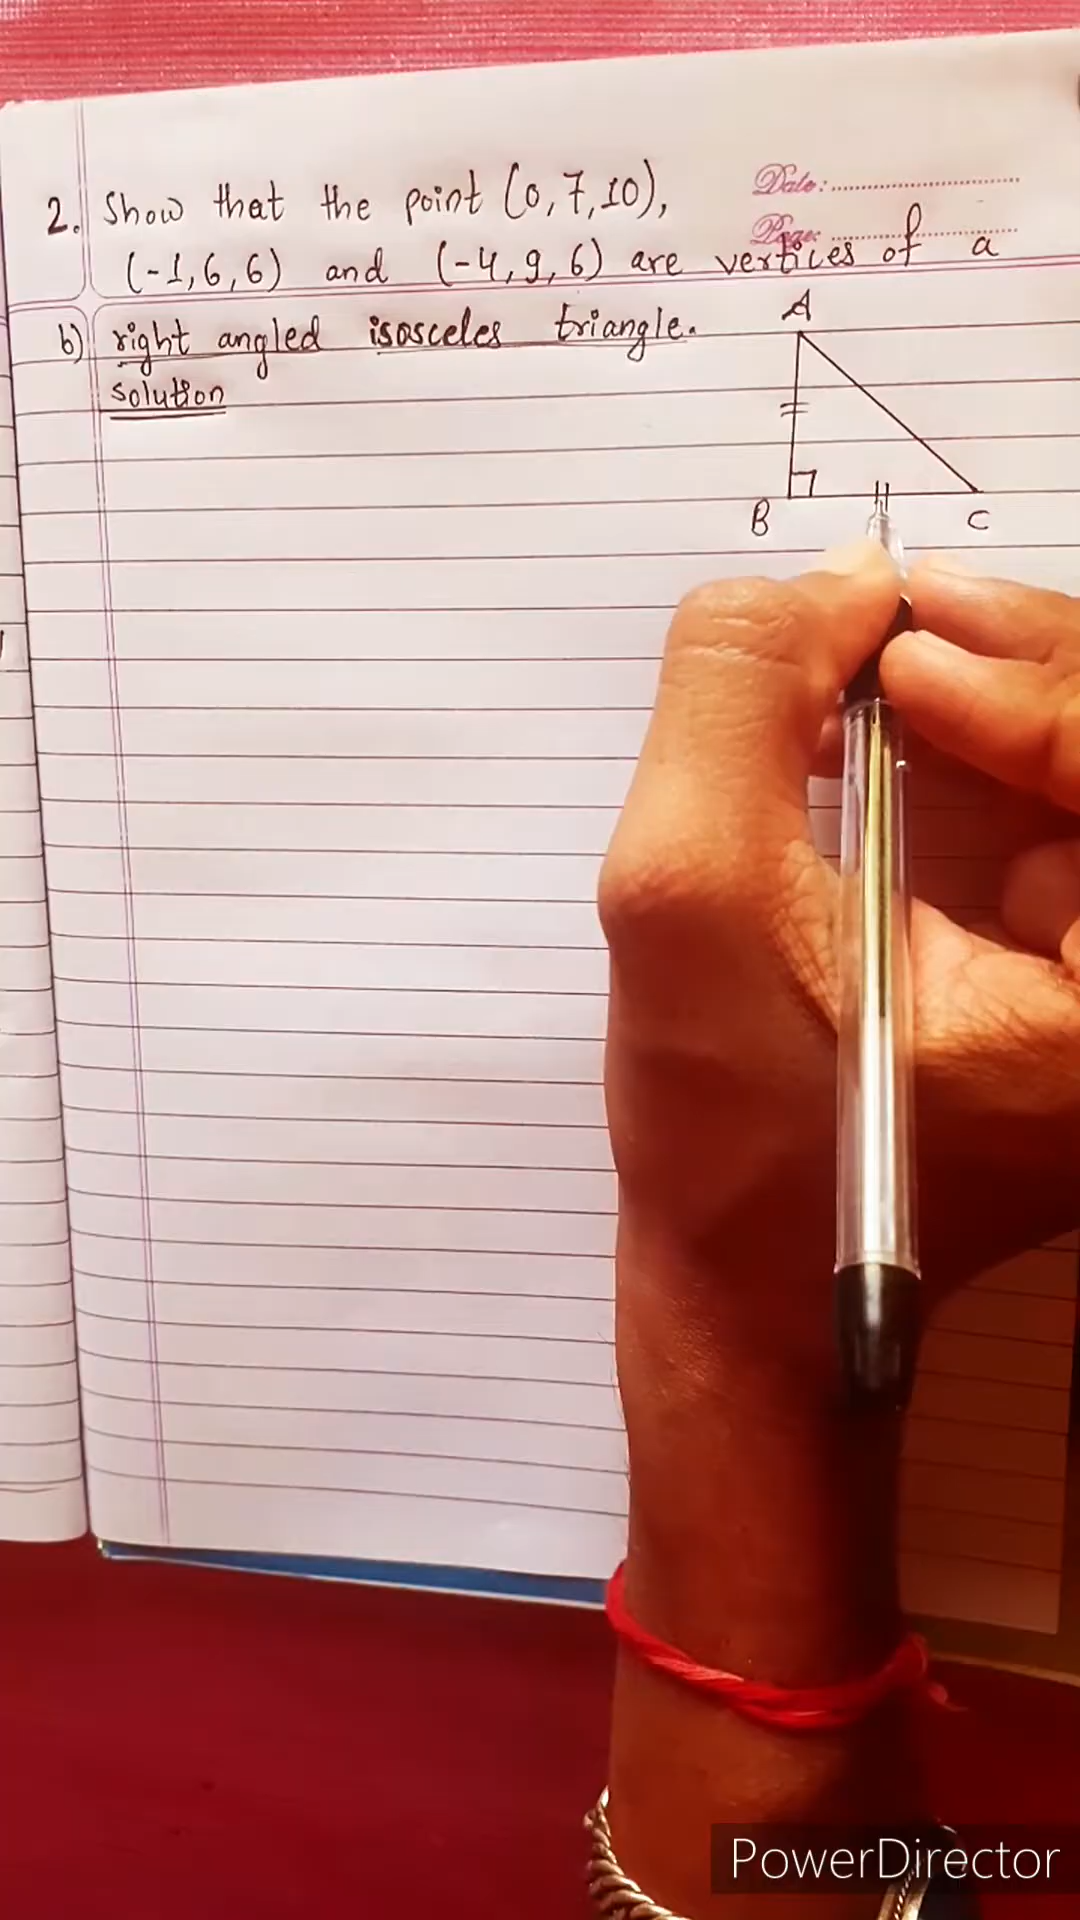 2. Show that the point (0,7,10),
Date:
Page:
(-1,6,6) and (-4,9,6) are vertices of a
b) right angled isosceles triangle.
solution
A
B
C
PowerDirector